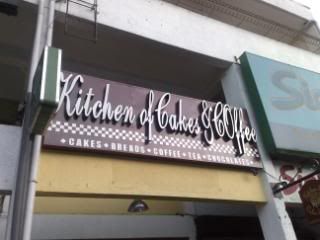 Kitchen of Cakes & COffee
• CAKES • BREADS • COFFEE • TEA • CHOCOLATES •